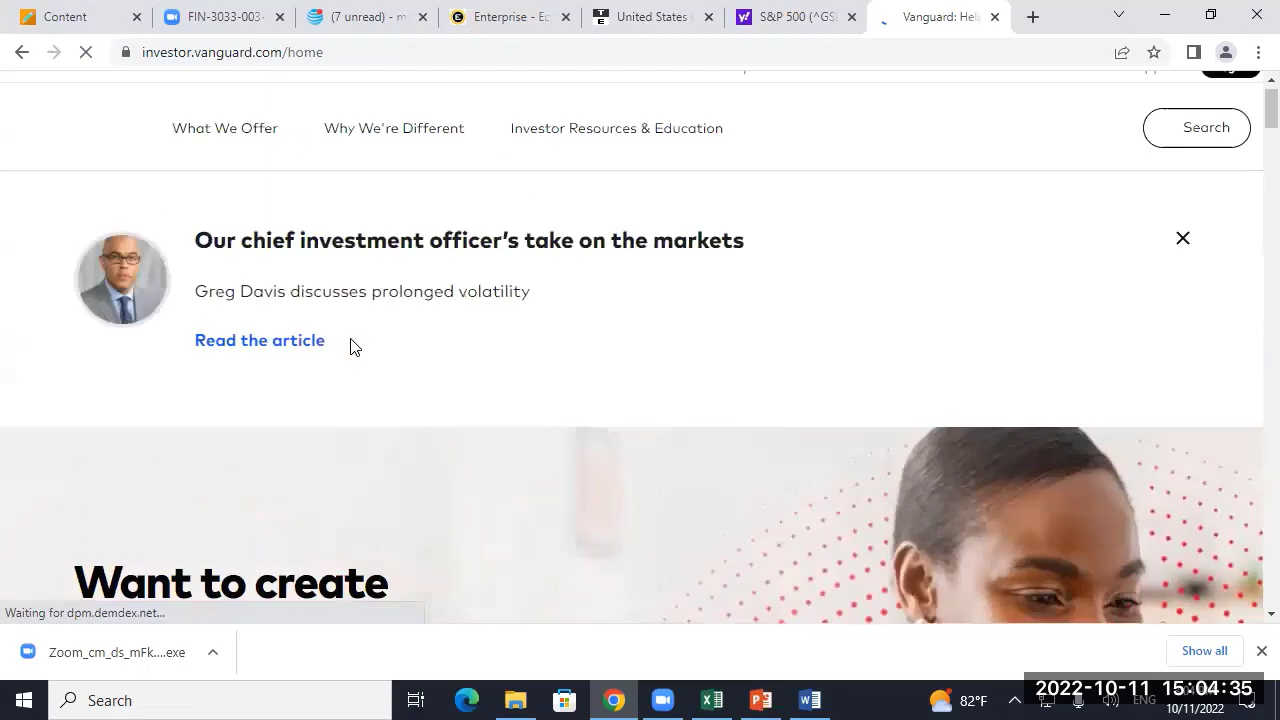 Content
FIN-3033-003-
(7 unread) - m
Enterprise - Ec
United States
S&P 500 (^GS
Vanguard: Hel
investor.vanguard.com/home
What We Offer
Why We're Different
Investor Resources & Education
Search
Our chief investment officer's take on the markets
Greg Davis discusses prolonged volatility
Read the article
Want to create
Waiting for dpm.demdex.net...
Zoom_cm_ds_mFk....exe
Show all
Search
82°F
ENG
2022-10-11 15:04:35
10/11/2022